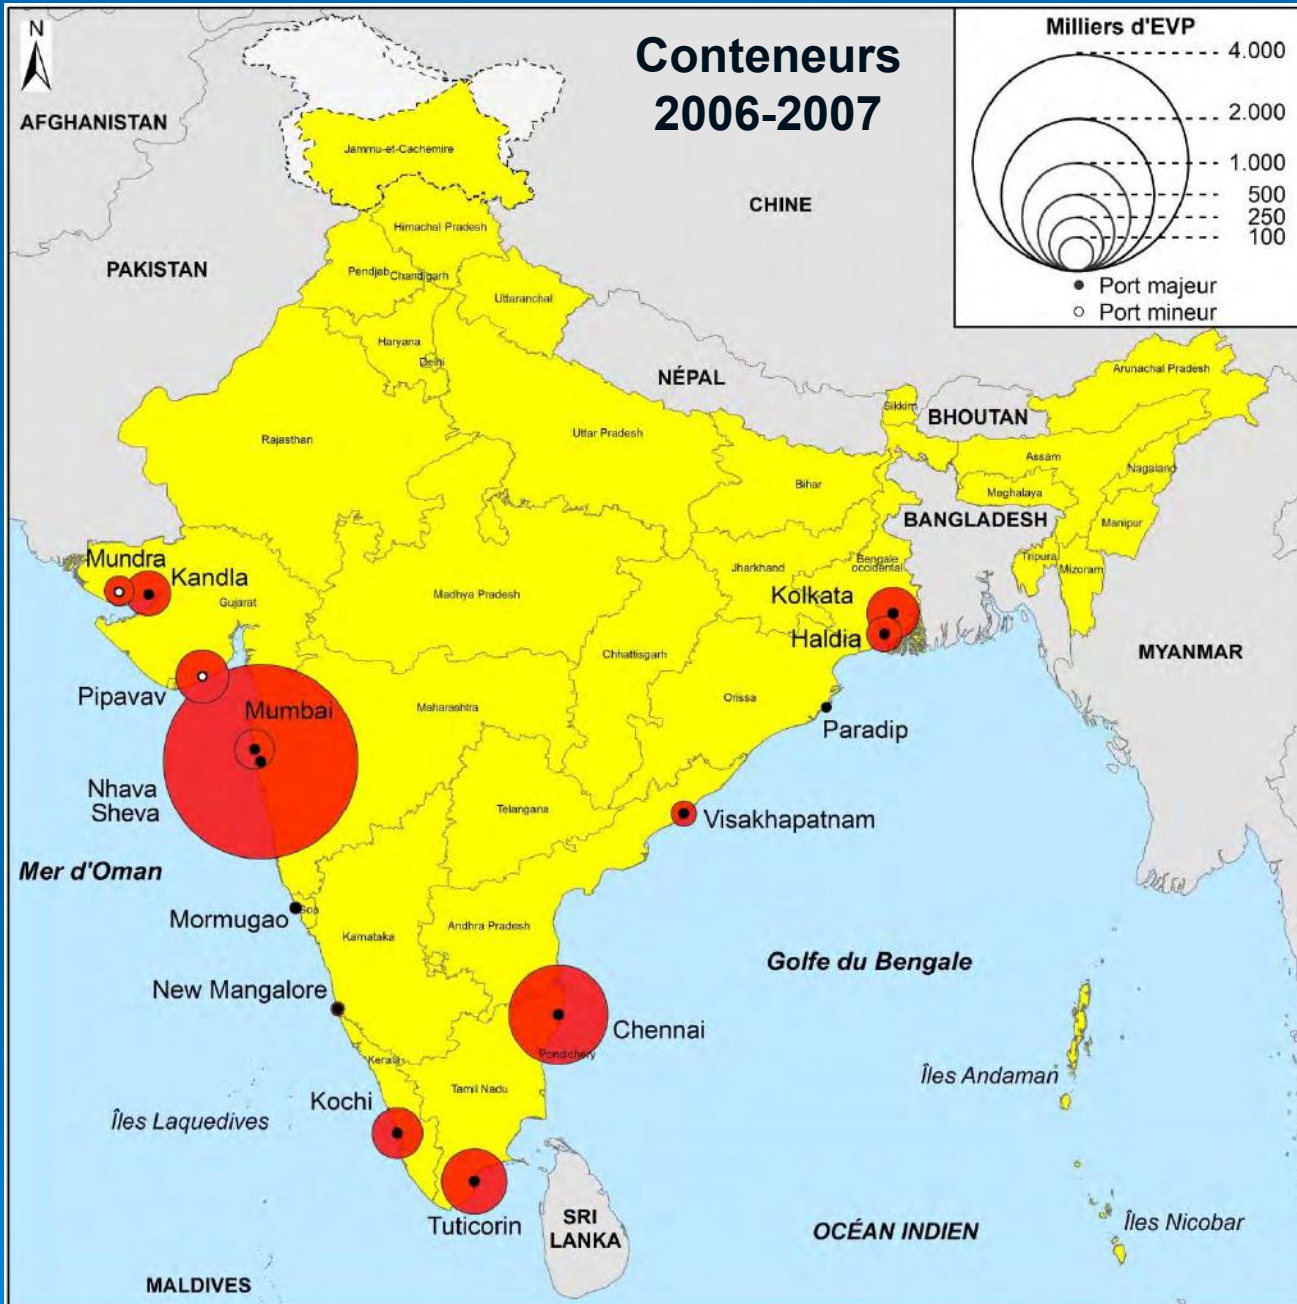 N
Conteneurs
2006-2007
Milliers d'EVP
4.000
2.000
1.000
500
250
100
Port majeur
Port mineur
AFGHANISTAN
Jammu-et-Cachemire
CHINE
Himachal Pradesh
PAKISTAN
Pendjab
Chandigarh
Uttaranchal
Haryana
Delhi
NÉPAL
Arunachal Pradesh
Sikkim
BHOUTAN
Rajasthan
Uttar Pradesh
Assam
Nagaland
Bihar
Meghalaya
BANGLADESH
Manipur
Mundra
Kandla
Gujarat
Madhya Pradesh
Jharkhand
Bengale
occidental
Tripura
Mizoram
Kolkata
Haldia
MYANMAR
Chhattisgarh
Pipavav
Mumbai
Maharashtra
Orissa
Paradip
Nhava
Sheva
Telangana
Visakhapatnam
Mer d'Oman
Mormugao
Goa
Karnataka
Andhra Pradesh
Golfe du Bengale
New Mangalore
Chennai
Pondichery
Kerala
Tamil Nadu
Îles Andaman
Kochi
Îles Laquedives
Tuticorin
SRI
LANKA
OCÉAN INDIEN
Îles Nicobar
MALDIVES